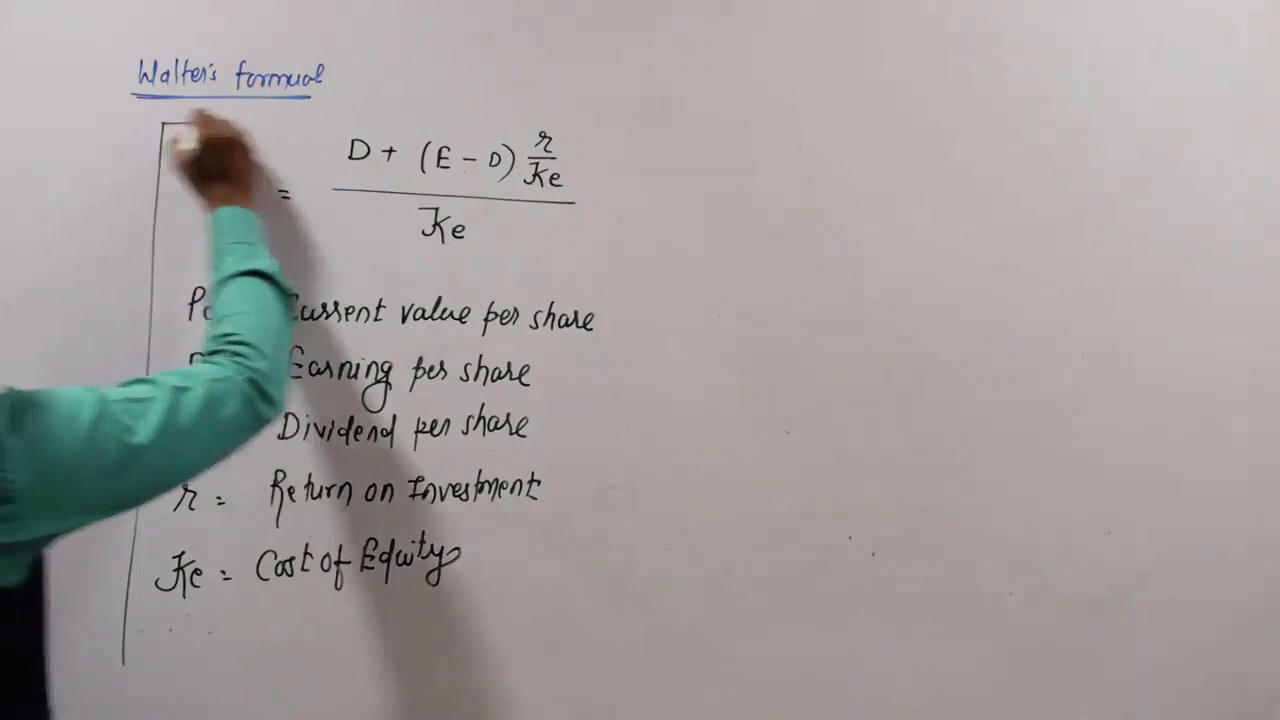 Walter's formual
= D + (E - D) r/Ke
Ke
Current value per share
Earning per share
Dividend per share
r = Return on Investment
Ke = Cost of Equity